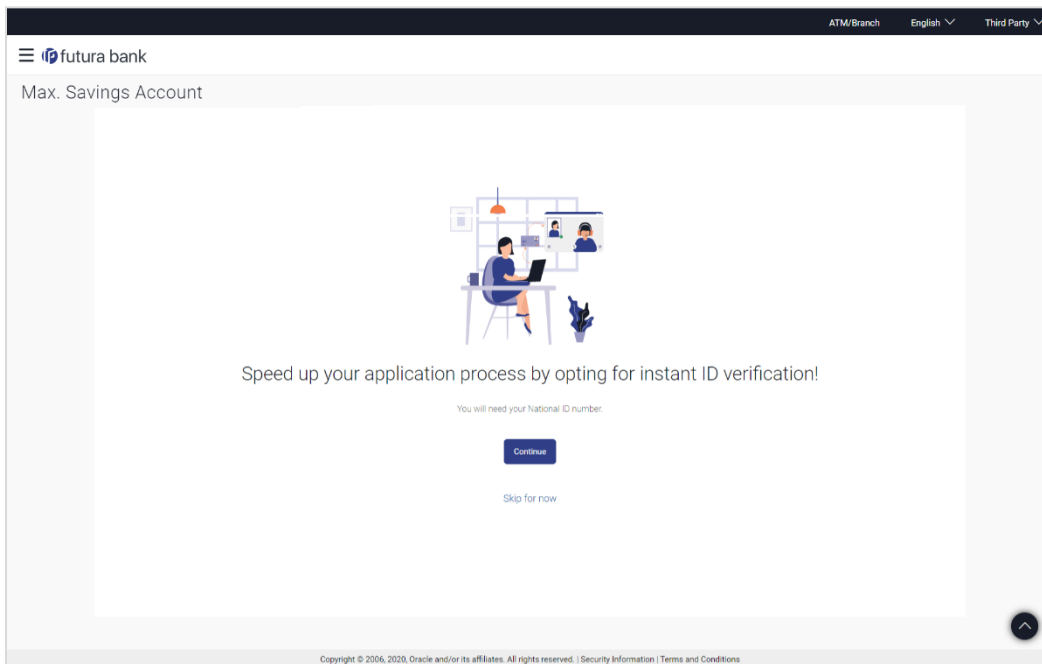 ATM/Branch English Third Party
futura bank
Max. Savings Account
Speed up your application process by opting for instant ID verification!
You will need your National ID number.
Continue
Skip for now
Copyright © 2006, 2020, Oracle and/or its affiliates. All rights reserved. | Security Information | Terms and Conditions